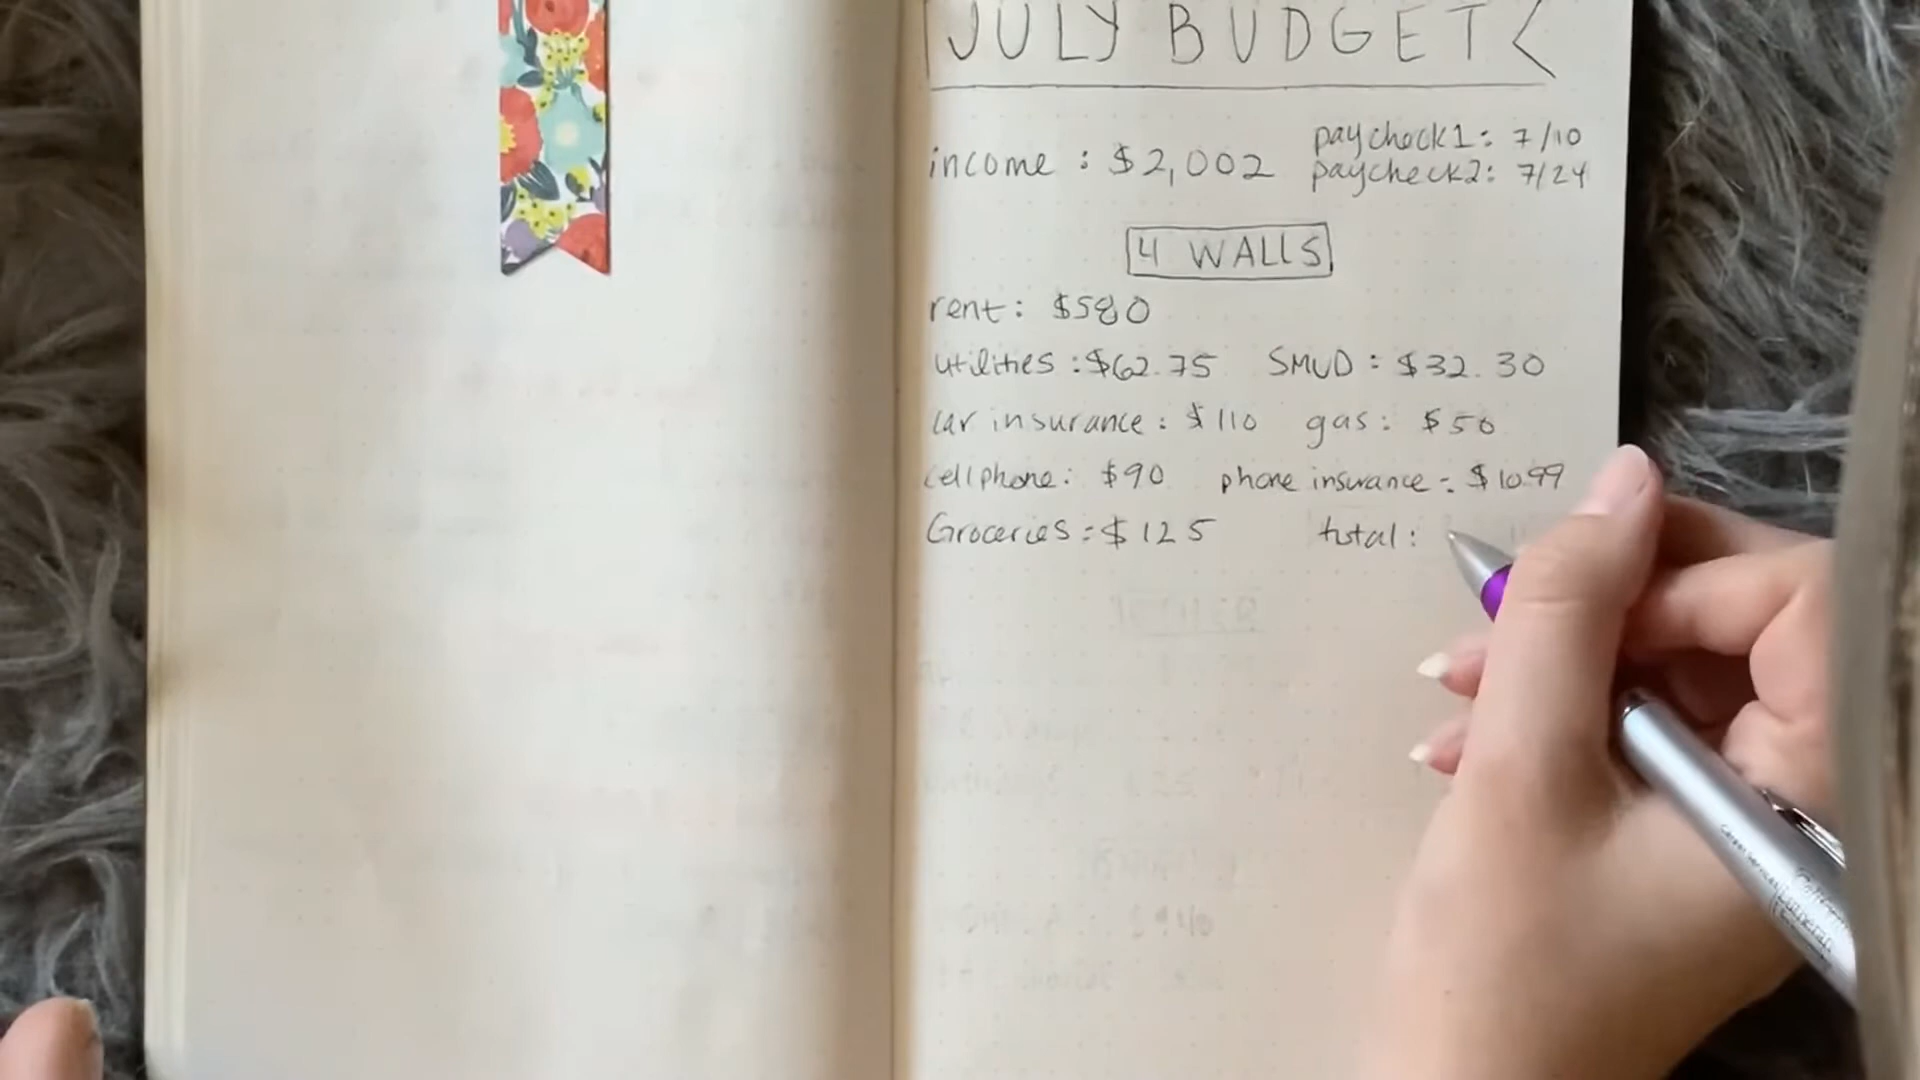 JULY BUDGET
income : $2,002 paycheck1: 7/10
paycheck2: 7/24
4 WALLS
rent: $580
utilities : $62.75 SMUD : $32.30
car insurance : $110 gas: $50
cellphone: $90 phone insurance : $10.99
Groceries : $125 total: